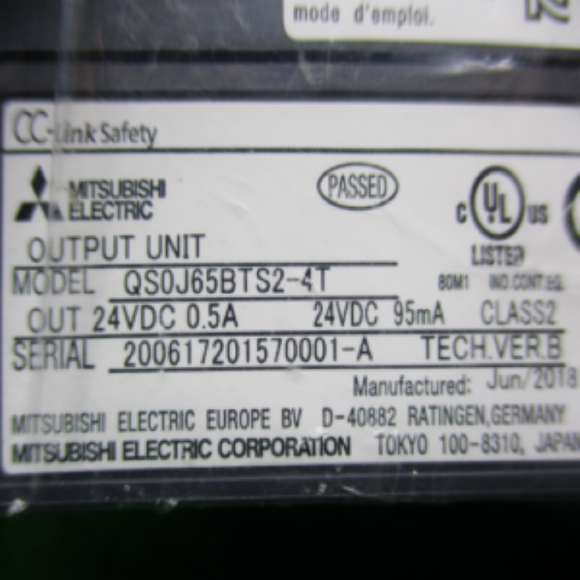 mode d'emploi.
CC-Link Safety
MITSUBISHI
ELECTRIC
PASSED
C UL US
LISTED
OUTPUT UNIT
MODEL QS0J65BTS2-4T
80M1 IND.CONT.EQ.
OUT 24VDC 0.5A 24VDC 95mA CLASS2
SERIAL 200617201570001-A TECH.VER.B
Manufactured: Jun/2018
MITSUBISHI ELECTRIC EUROPE BV D-40882 RATINGEN,GERMANY
MITSUBISHI ELECTRIC CORPORATION TOKYO 100-8310, JAPAN